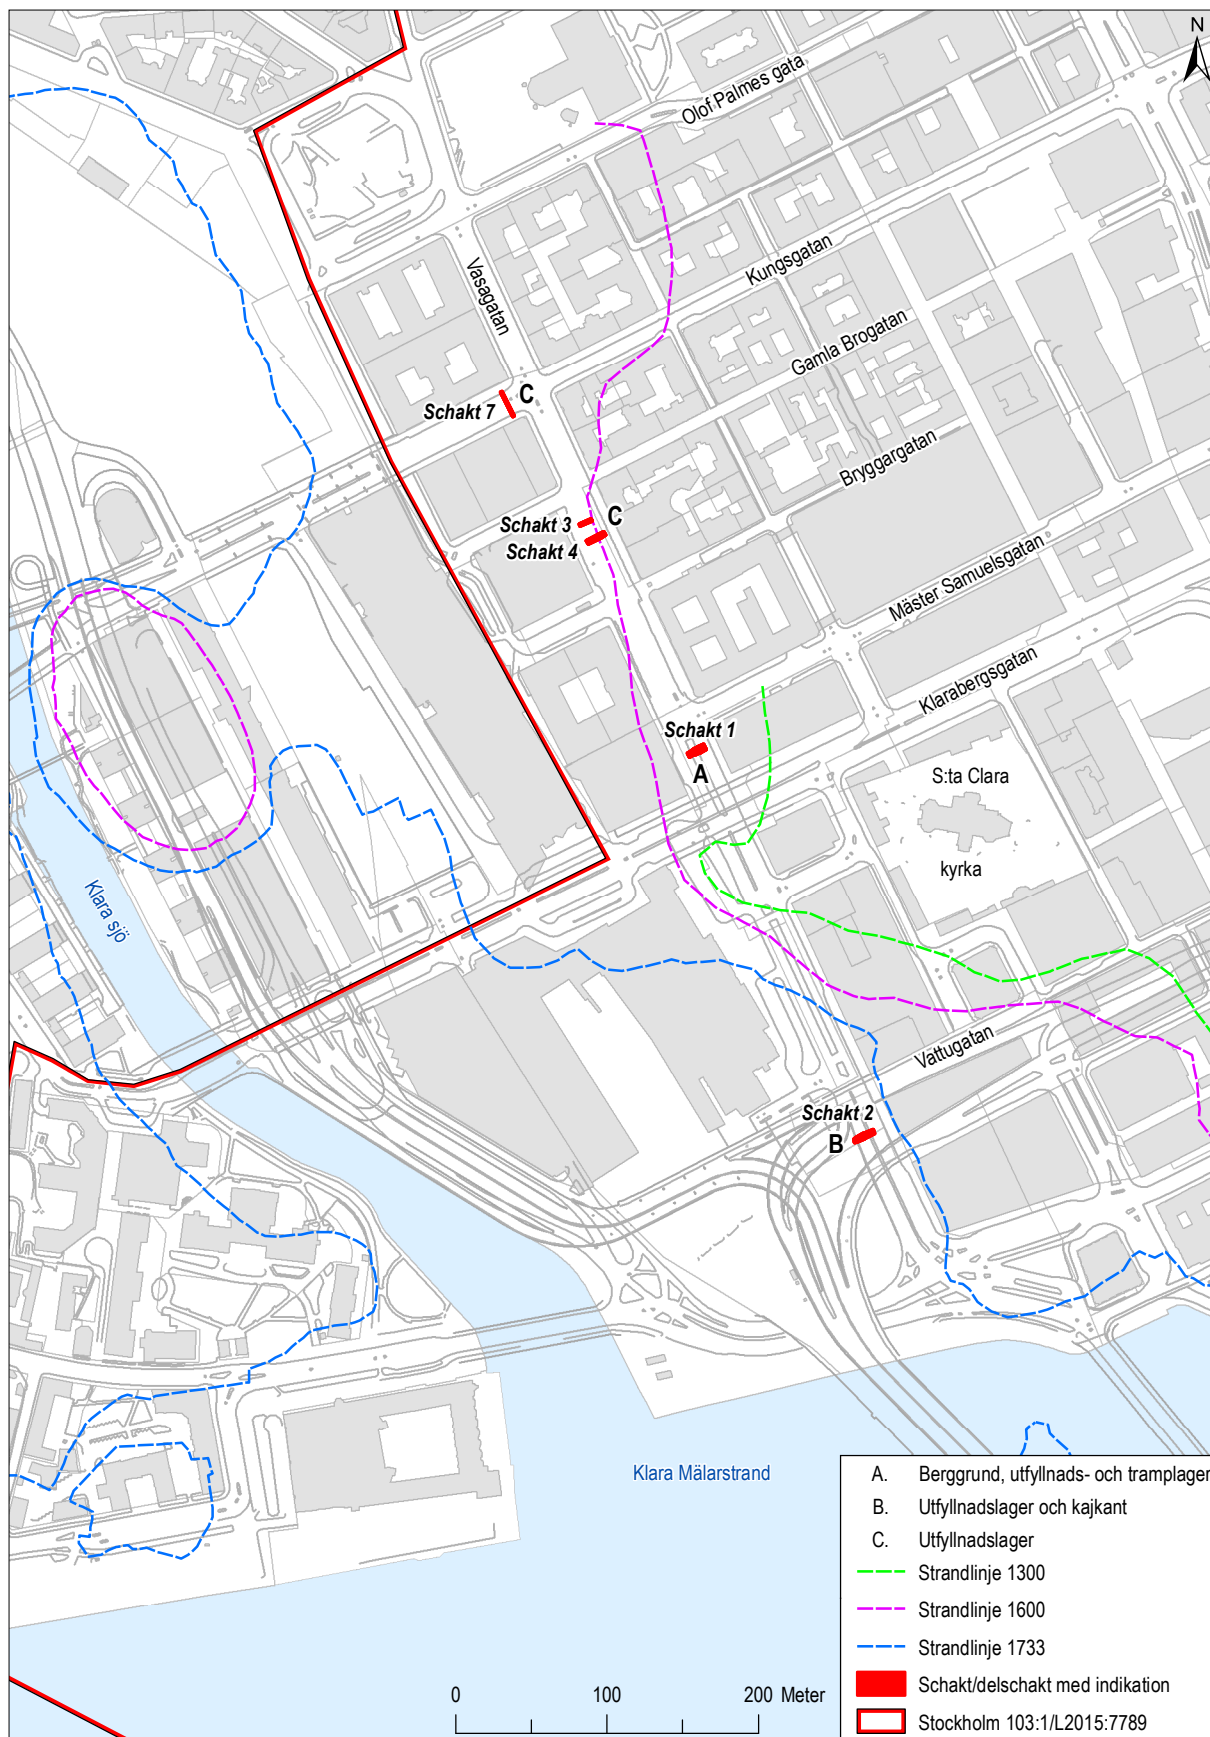 N
Olof Palmes gata
Vasagatan
Kungsgatan
Gamla Brogatan
C
Schakt 7
Bryggargatan
Schakt 3
C
Schakt 4
Mäster Samuelsgatan
Klarabergsgatan
Schakt 1
A
S:ta Clara
kyrka
Klara sjö
Vattugatan
Schakt 2
B
Klara Mälarstrand
A. Berggrund, utfyllnads- och tramplager
B. Utfyllnadslager och kajkant
C. Utfyllnadslager
Strandlinje 1300
Strandlinje 1600
Strandlinje 1733
Schakt/delschakt med indikation
Stockholm 103:1/L2015:7789
0 100 200 Meter